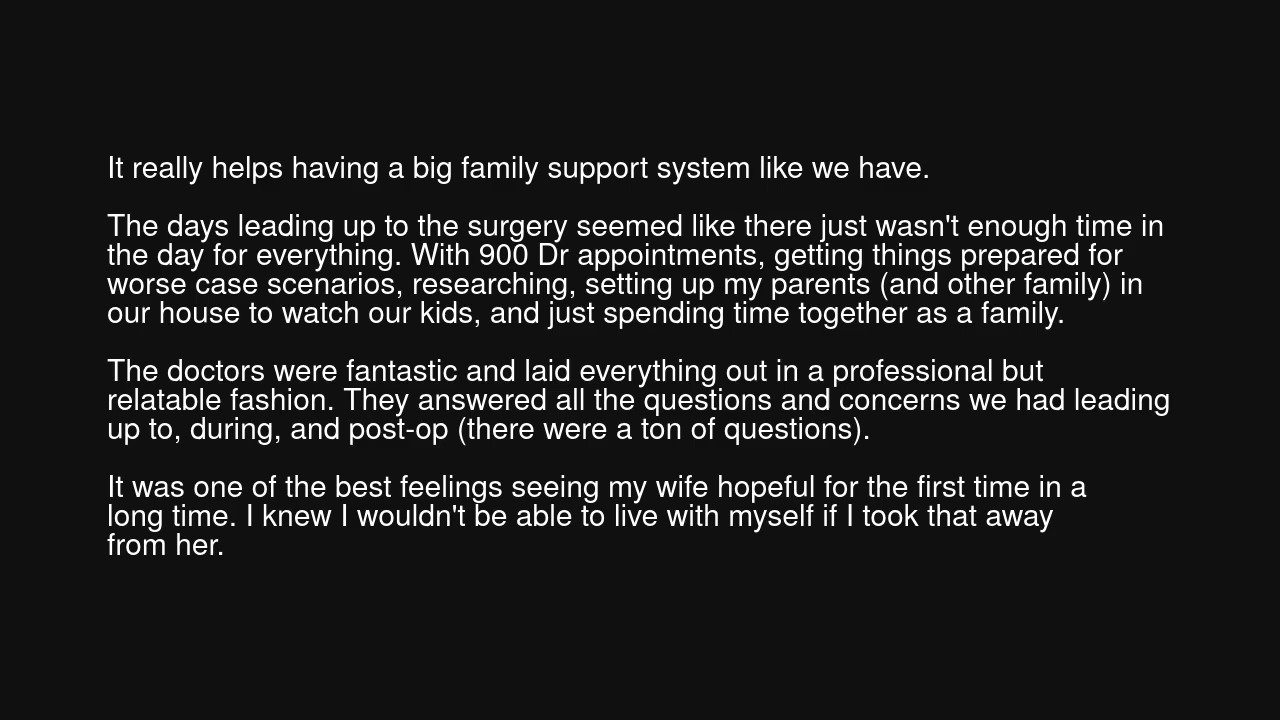 It really helps having a big family support system like we have.
The days leading up to the surgery seemed like there just wasn't enough time in
the day for everything. With 900 Dr appointments, getting things prepared for
worse case scenarios, researching, setting up my parents (and other family) in
our house to watch our kids, and just spending time together as a family.
The doctors were fantastic and laid everything out in a professional but
relatable fashion. They answered all the questions and concerns we had leading
up to, during, and post-op (there were a ton of questions).
It was one of the best feelings seeing my wife hopeful for the first time in a
long time. I knew I wouldn't be able to live with myself if I took that away
from her.